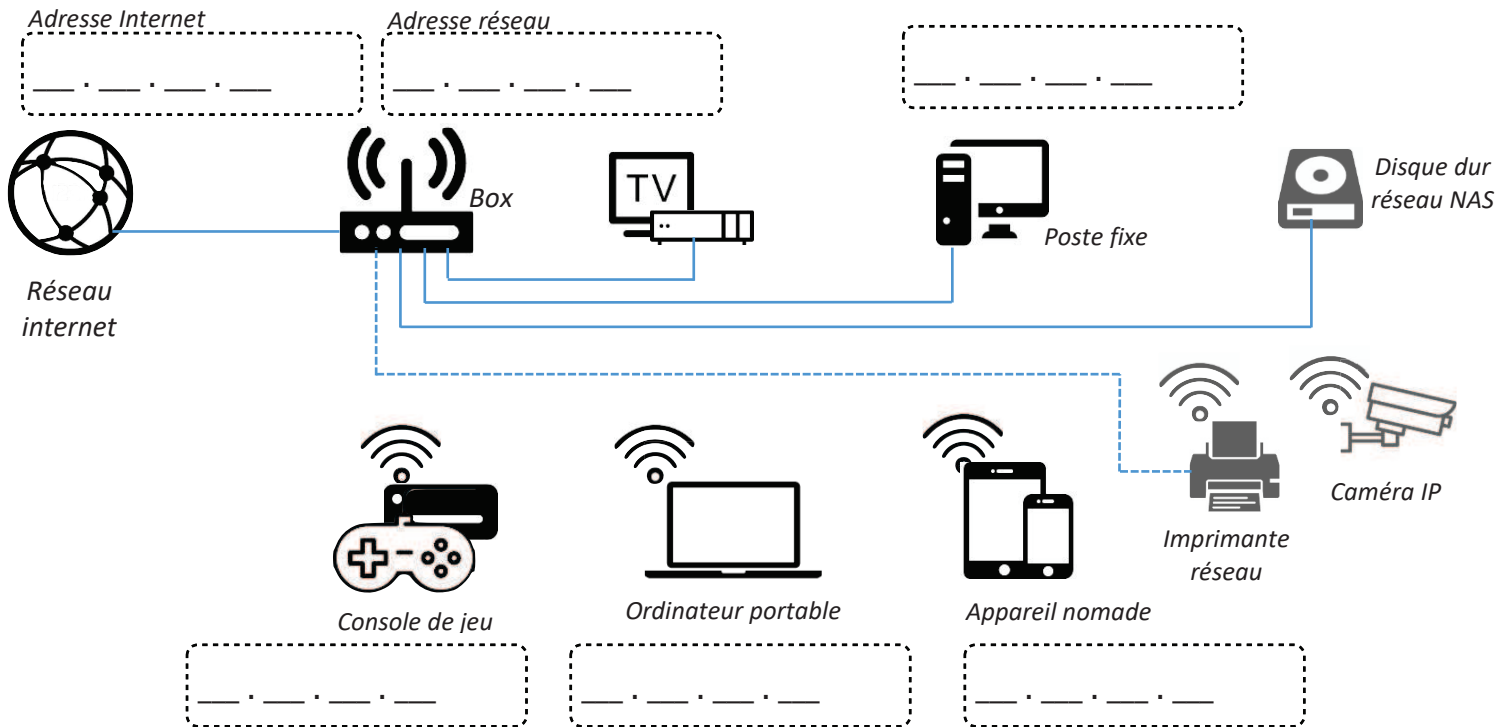 Adresse Internet
Adresse réseau
___ . ___ . ___ . ___
___ . ___ . ___ . ___
___ . ___ . ___ . ___
TV
Box
Poste fixe
Disque dur
réseau NAS
Réseau
internet
Caméra IP
Imprimante
réseau
Console de jeu
Ordinateur portable
Appareil nomade
___ . ___ . ___ . ___
___ . ___ . ___ . ___
___ . ___ . ___ . ___